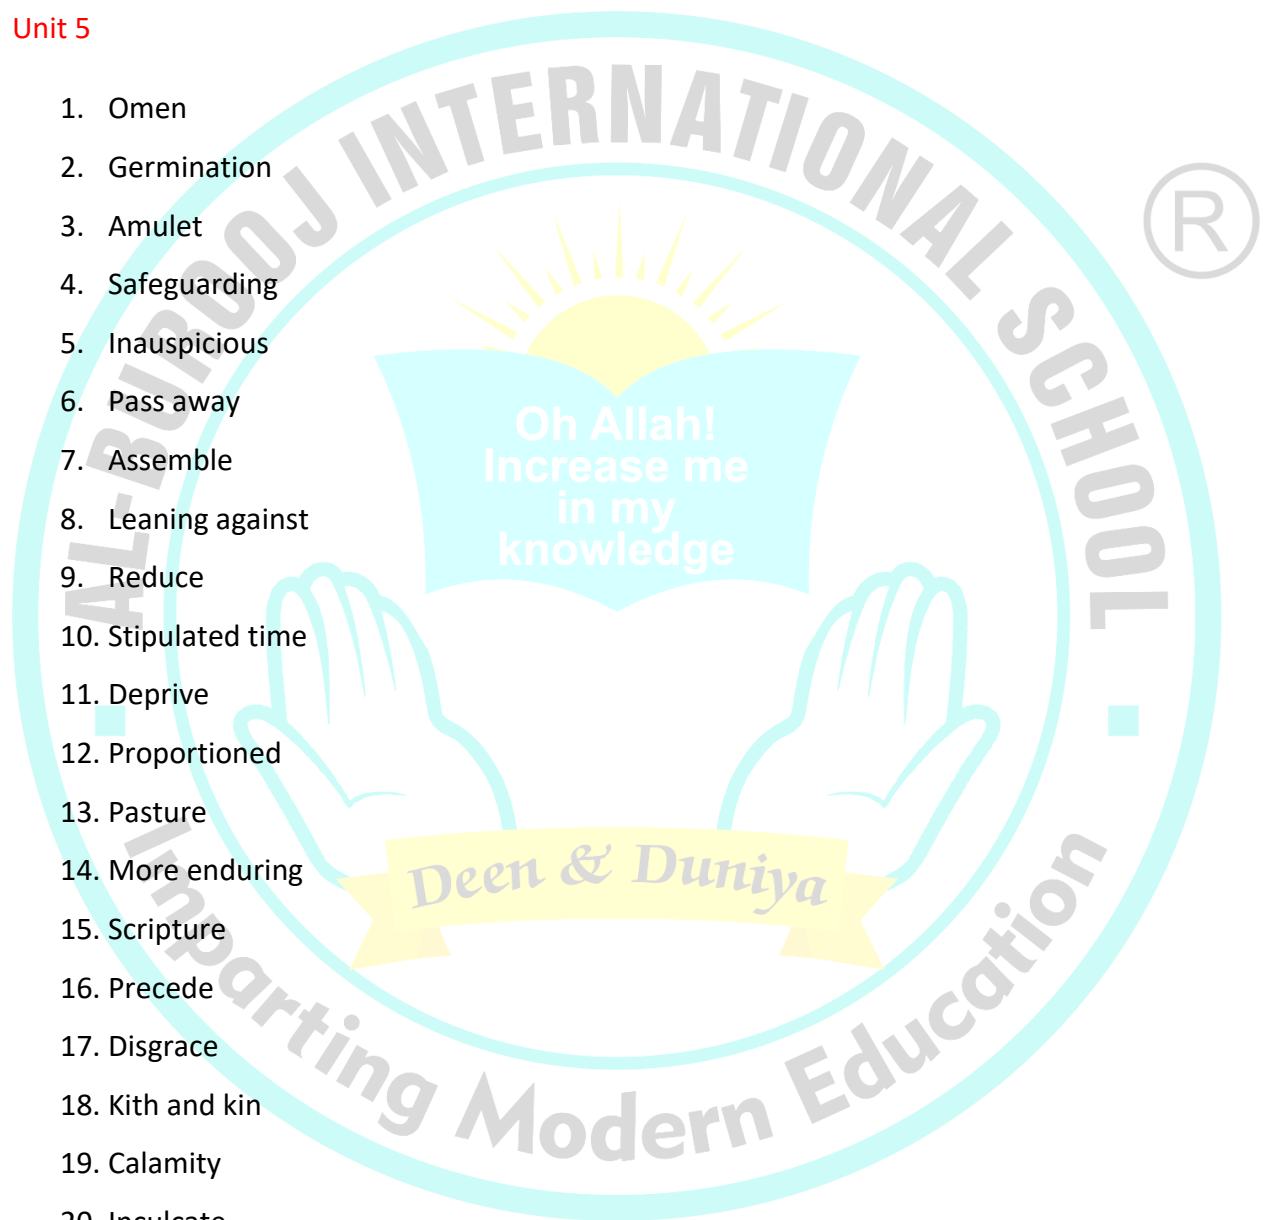 Unit 5
AL-BUROOJ INTERNATIONAL SCHOOL
®
1. Omen
2. Germination
3. Amulet
4. Safeguarding
5. Inauspicious
6. Pass away
Oh Allah!
7. Assemble
Increase me
in my
8. Leaning against
knowledge
9. Reduce
10. Stipulated time
11. Deprive
12. Proportioned
13. Pasture
14. More enduring
Deen & Duniya
15. Scripture
16. Precede
17. Disgrace
18. Kith and kin
19. Calamity
20. Inculcate
Imparting Modern Education